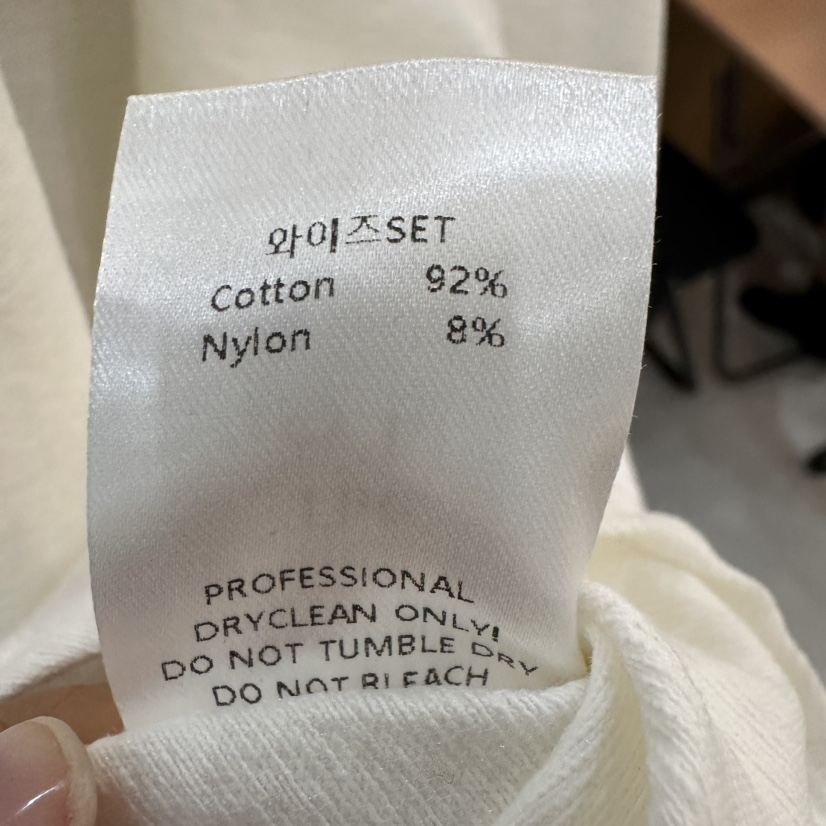 와이즈SET
Cotton 92%
Nylon 8%
PROFESSIONAL
DRYCLEAN ONLY!
DO NOT TUMBLE DRY
DO NOT BLEACH